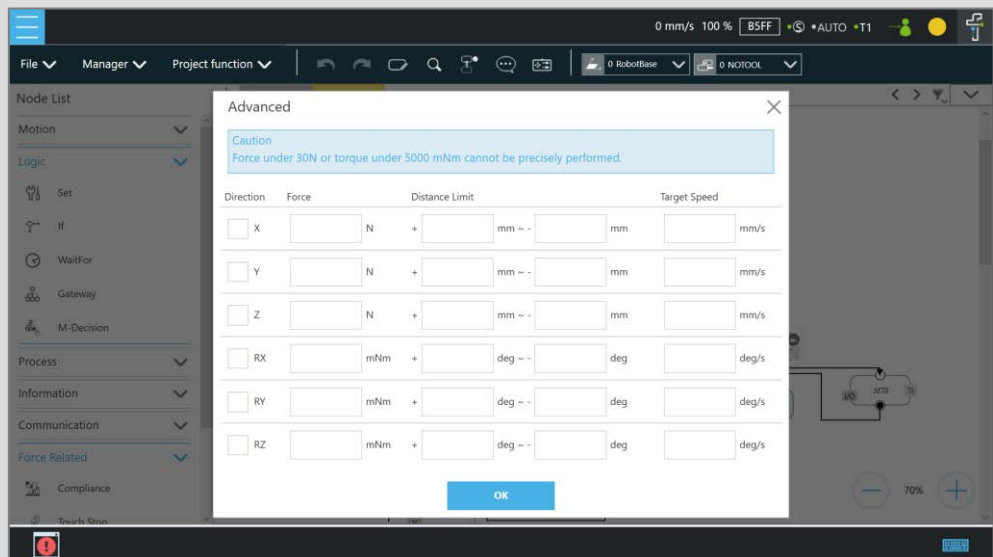 0 mm/s 100 % B5FF S AUTO T1
File Manager Project function 0 RobotBase 0 NOTOOL
Node List
Motion
Logic
Set
If
WaitFor
Gateway
M-Decision
Process
Information
Communication
Force Related
Compliance
Touch Stop
Advanced
Caution
Force under 30N or torque under 5000 mNm cannot be precisely performed.
Direction Force Distance Limit Target Speed
X N + mm ~ - mm mm/s
Y N + mm ~ - mm mm/s
Z N + mm ~ - mm mm/s
RX mNm + deg ~ - deg deg/s
RY mNm + deg ~ - deg deg/s
RZ mNm + deg ~ - deg deg/s
OK
I/O SET8
70%